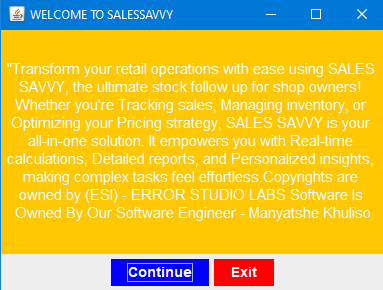 WELCOME TO SALESSAVVY
"Transform your retail operations with ease using SALES
SAVVY, the ultimate stock follow up for shop owners!
Whether you're Tracking sales, Managing inventory, or
Optimizing your Pricing strategy, SALES SAVVY is your
all-in-one solution. It empowers you with Real-time
calculations, Detailed reports, and Personalized insights,
making complex tasks feel effortless.Copyrights are
owned by (ESI) - ERROR STUDIO LABS Software Is
Owned By Our Software Engineer - Manyatshe Khuliso
Continue Exit